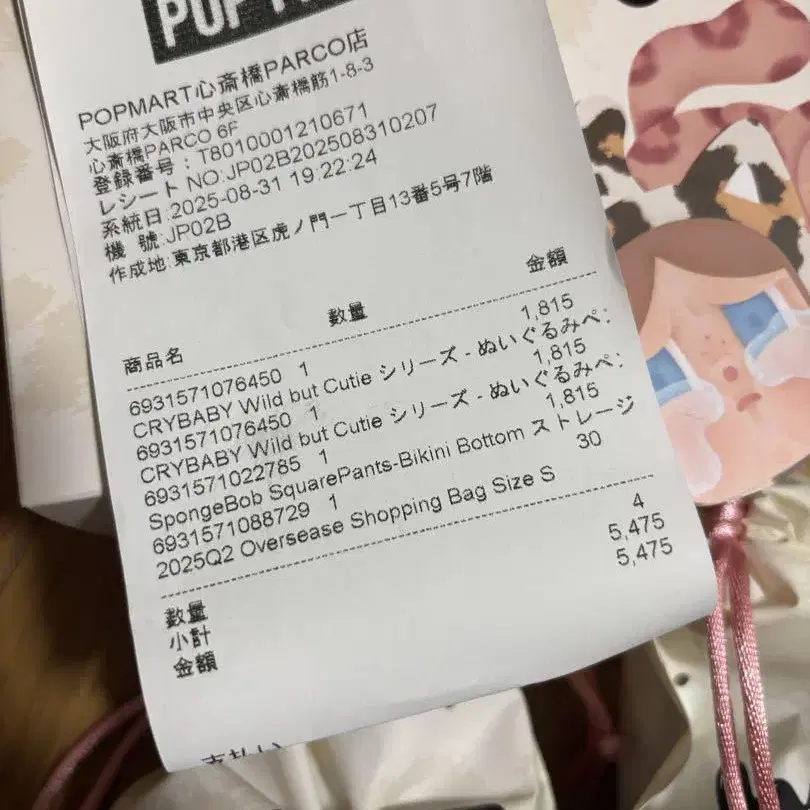 POP
POPMART心斎橋PARCO店
大阪府大阪市中央区心斎橋筋1-8-3
心斎橋PARCO 6F
登録番号：T8010001210671
レシートNO:JP02B202508310207
系統日:2025-08-31 19:22:24
機 號:JP02B
作成地:東京都港区虎ノ門一丁目13番5号7階
商品名 数量 金額
6931571076450 1 1,815
CRYBABY Wild but Cutie シリーズ - ぬいぐるみペ:
6931571076450 1 1,815
CRYBABY Wild but Cutie シリーズ - ぬいぐるみペ:
6931571022785 1 1,815
SpongeBob SquarePants-Bikini Bottom ストレージ
6931571088729 1 30
2025Q2 Oversease Shopping Bag Size S
数量 4
小計 5,475
金額 5,475
支払い